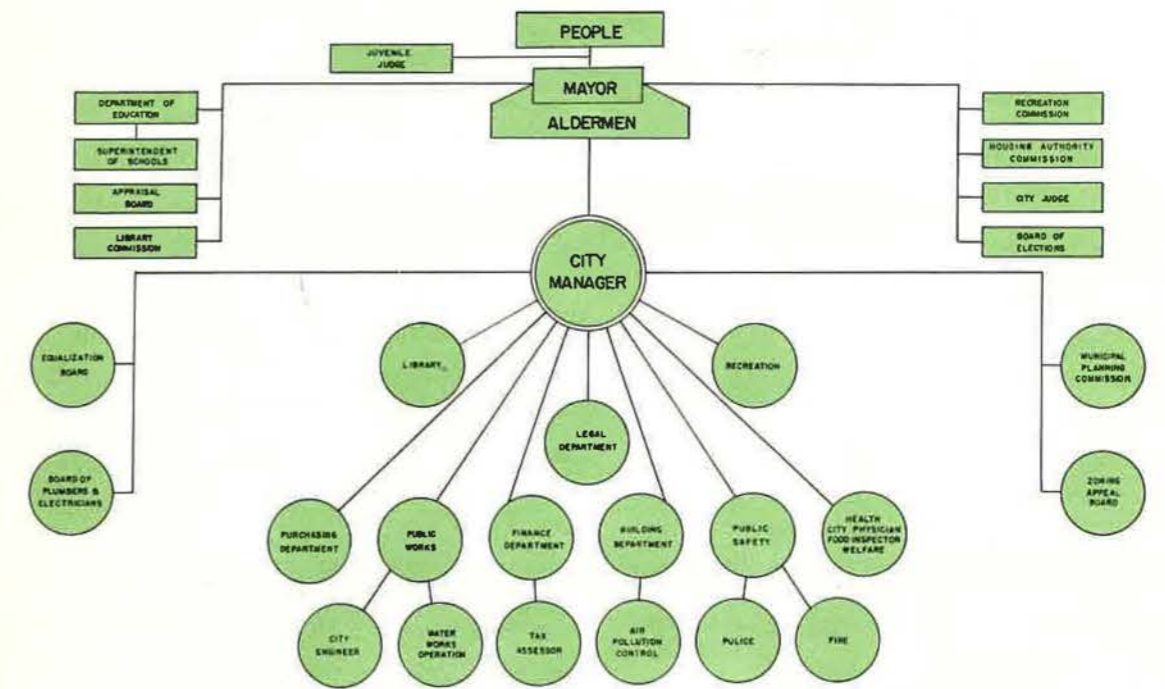 PEOPLE
JUVENILE
JUDGE
MAYOR
ALDERMEN
DEPARTMENT OF
EDUCATION
SUPERINTENDENT
OF SCHOOLS
APPRAISAL
BOARD
LIBRARY
COMMISSION
RECREATION
COMMISSION
HOUSING AUTHORITY
COMMISSION
CITY JUDGE
BOARD OF
ELECTIONS
CITY
MANAGER
EQUALIZATION
BOARD
BOARD OF
PLUMBERS &
ELECTRICIANS
LIBRARY
RECREATION
MUNICIPAL
PLANNING
COMMISSION
ZONING
APPEAL
BOARD
LEGAL
DEPARTMENT
PURCHASING
DEPARTMENT
PUBLIC
WORKS
FINANCE
DEPARTMENT
BUILDING
DEPARTMENT
PUBLIC
SAFETY
HEALTH
CITY PHYSICIAN
FOOD INSPECTOR
WELFARE
CITY
ENGINEER
WATER
WORKS
OPERATION
TAX
ASSESSOR
AIR
POLLUTION
CONTROL
POLICE
FIRE